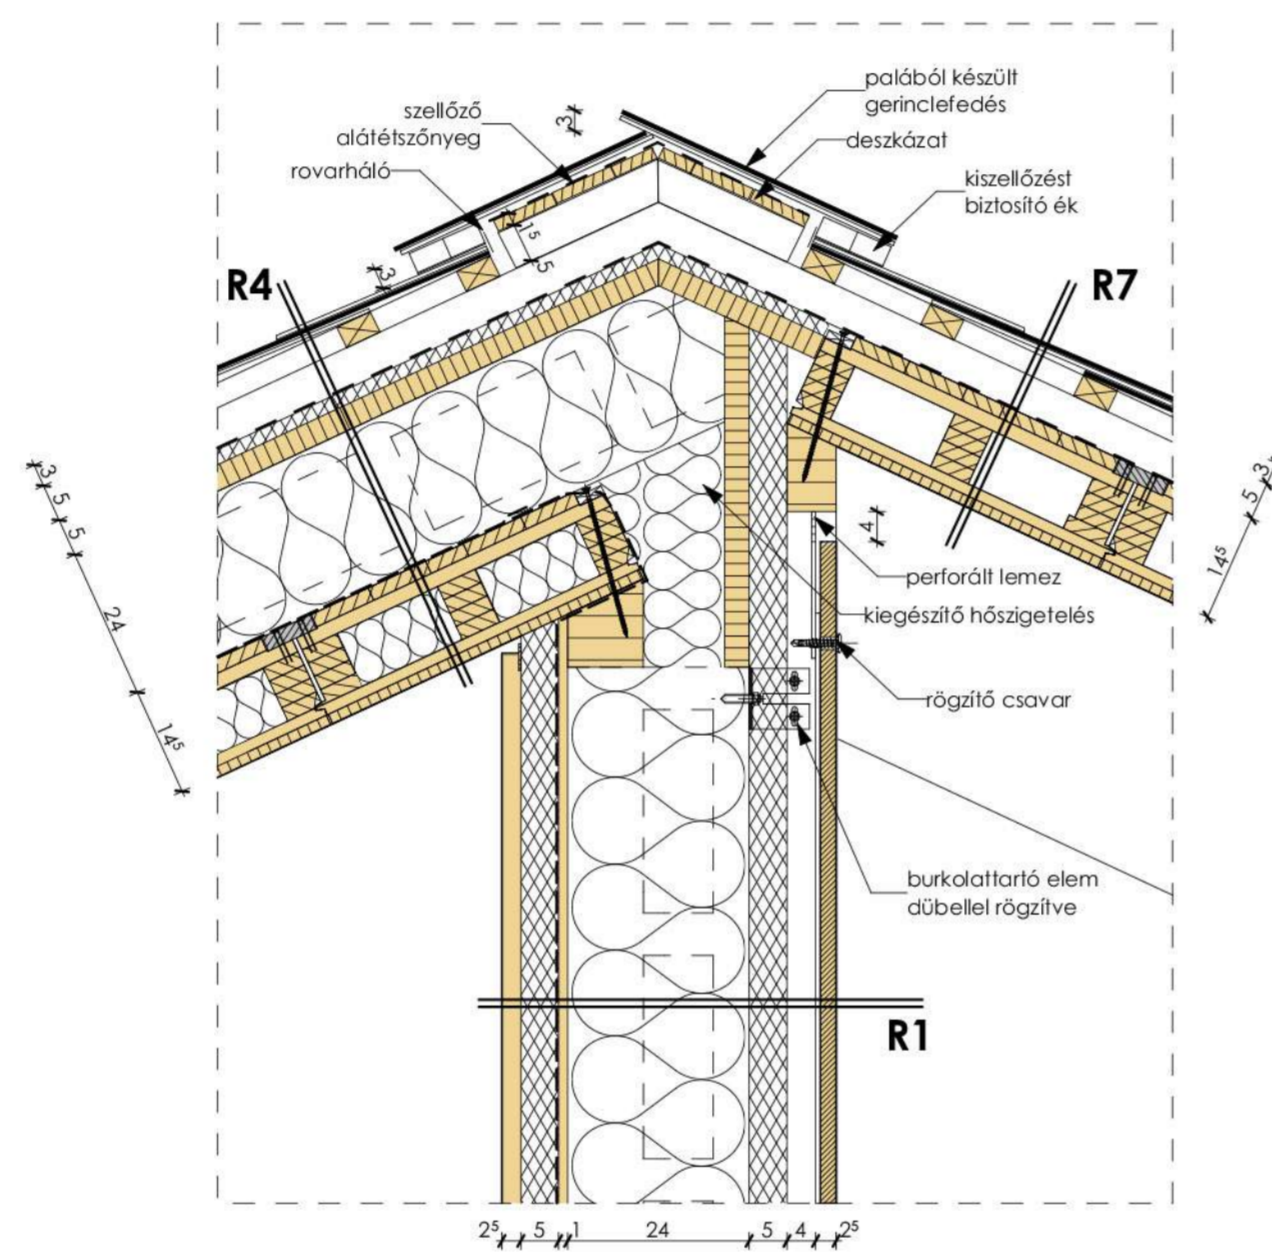 palából készült
gerinclefedés
szellőző
alátétszőnyeg
3
deszkázat
rovarháló
kiszellőzést
biztosító ék
1⁵
5
3
R4
R7
3
5
5
24
14⁵
3
5
14⁵
4
perforált lemez
kiegészítő hőszigetelés
rögzítő csavar
burkolattartó elem
dübellel rögzítve
R1
2⁵ 5 1 24 5 4 2⁵